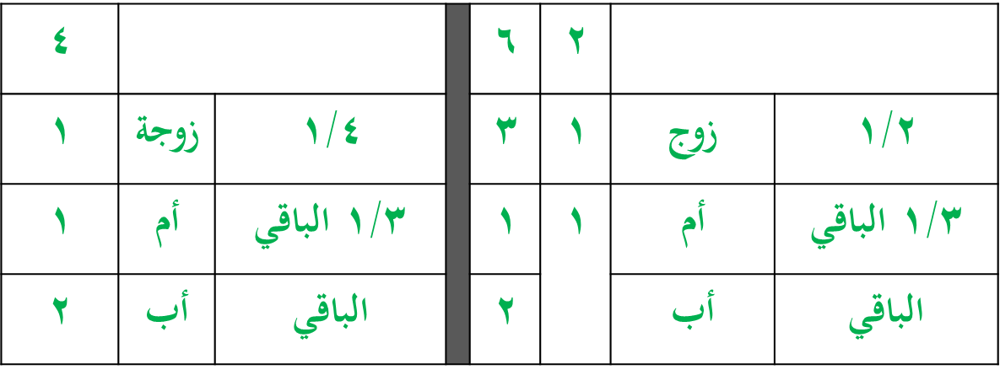 ٢ ٦
١/٢ زوج ١ ٣
١/٣ الباقي أم ١ ١
الباقي أب ٢
٤
١/٤ زوجة ١
١/٣ الباقي أم ١
الباقي أب ٢